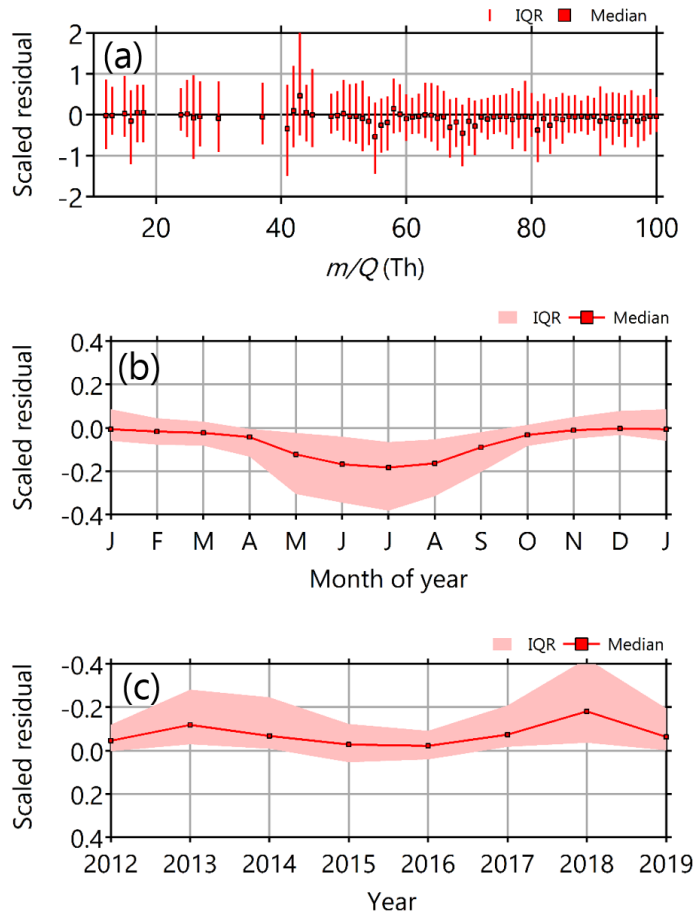 IQR Median
(a)
Scaled residual
2
1
0
-1
-2
20 40 60 80 100
m/Q (Th)
IQR Median
(b)
Scaled residual
0.4
0.2
0.0
-0.2
-0.4
J F M A M J J A S O N D J
Month of year
IQR Median
(c)
Scaled residual
-0.4
-0.2
0.0
0.2
0.4
2012 2013 2014 2015 2016 2017 2018 2019
Year